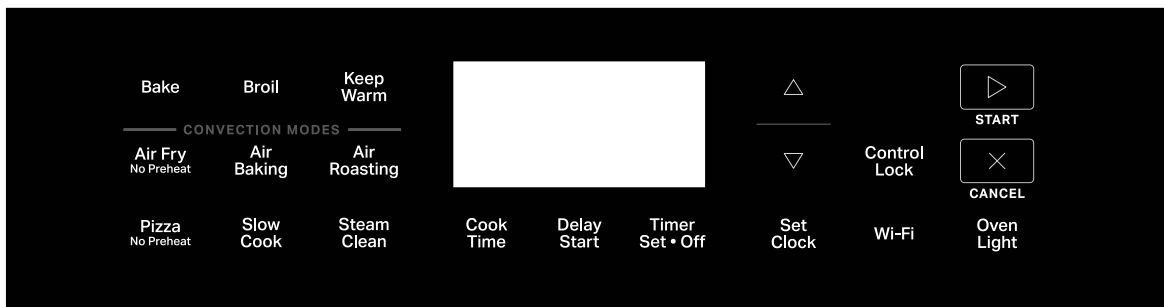 Bake
Broil
Keep
Warm
CONVECTION MODES
Air Fry
No Preheat
Air
Baking
Air
Roasting
Pizza
No Preheat
Slow
Cook
Steam
Clean
Cook
Time
Delay
Start
Timer
Set • Off
Set
Clock
Control
Lock
Wi-Fi
START
CANCEL
Oven
Light